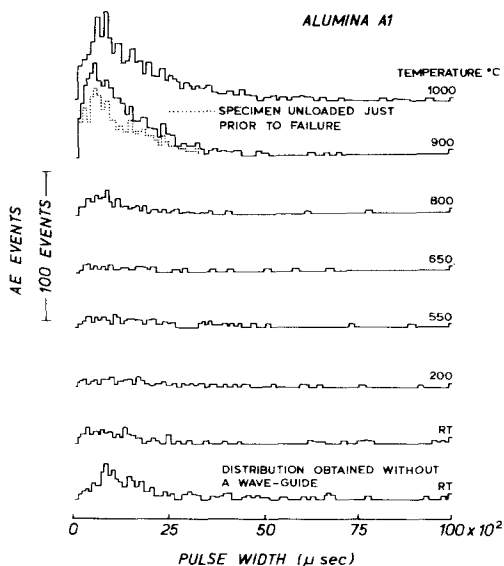 ALUMINA A1
TEMPERATURE °C
1000
SPECIMEN UNLOADED JUST
PRIOR TO FAILURE
900
800
650
550
200
RT
DISTRIBUTION OBTAINED WITHOUT
A WAVE-GUIDE
RT
AE EVENTS
100 EVENTS
0 25 50 75 100 x 10²
PULSE WIDTH (μ sec)